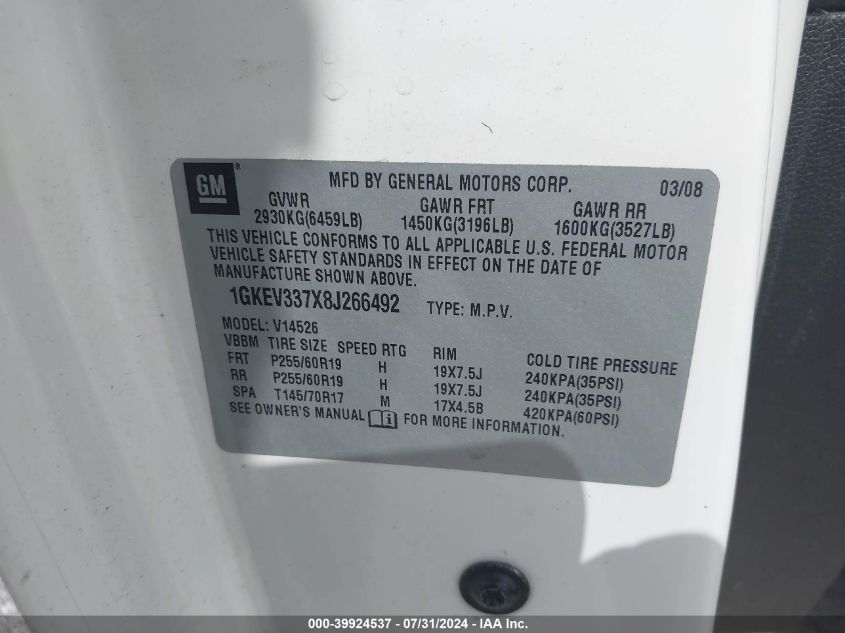 GM
MFD BY GENERAL MOTORS CORP. 03/08
GVWR GAWR FRT GAWR RR
2930KG(6459LB) 1450KG(3196LB) 1600KG(3527LB)
THIS VEHICLE CONFORMS TO ALL APPLICABLE U.S. FEDERAL MOTOR
VEHICLE SAFETY STANDARDS IN EFFECT ON THE DATE OF
MANUFACTURE SHOWN ABOVE.
1GKEV337X8J266492 TYPE: M.P.V.
MODEL: V14526
VBBM TIRE SIZE SPEED RTG RIM COLD TIRE PRESSURE
FRT P255/60R19 H 19X7.5J 240KPA(35PSI)
RR P255/60R19 H 19X7.5J 240KPA(35PSI)
SPA T145/70R17 M 17X4.5B 420KPA(60PSI)
SEE OWNER'S MANUAL FOR MORE INFORMATION.
000-39924537 - 07/31/2024 - IAA Inc.